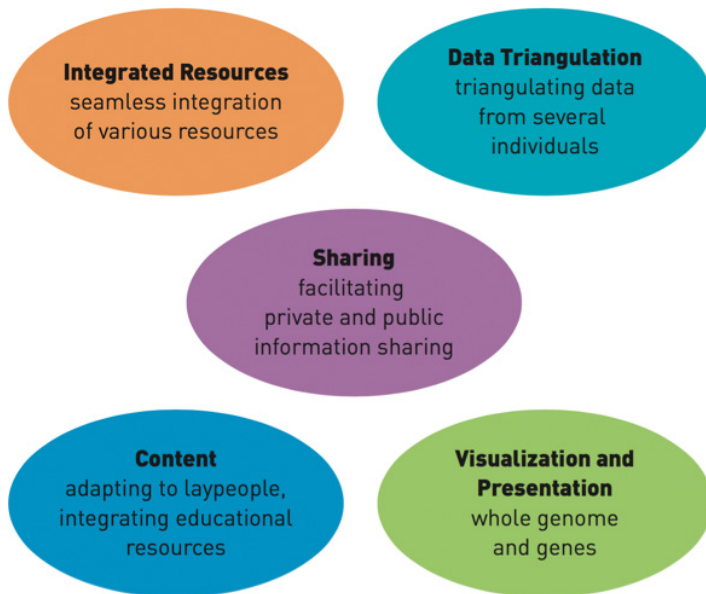 Integrated Resources
seamless integration
of various resources
Data Triangulation
triangulating data
from several
individuals
Sharing
facilitating
private and public
information sharing
Content
adapting to laypeople,
integrating educational
resources
Visualization and
Presentation
whole genome
and genes